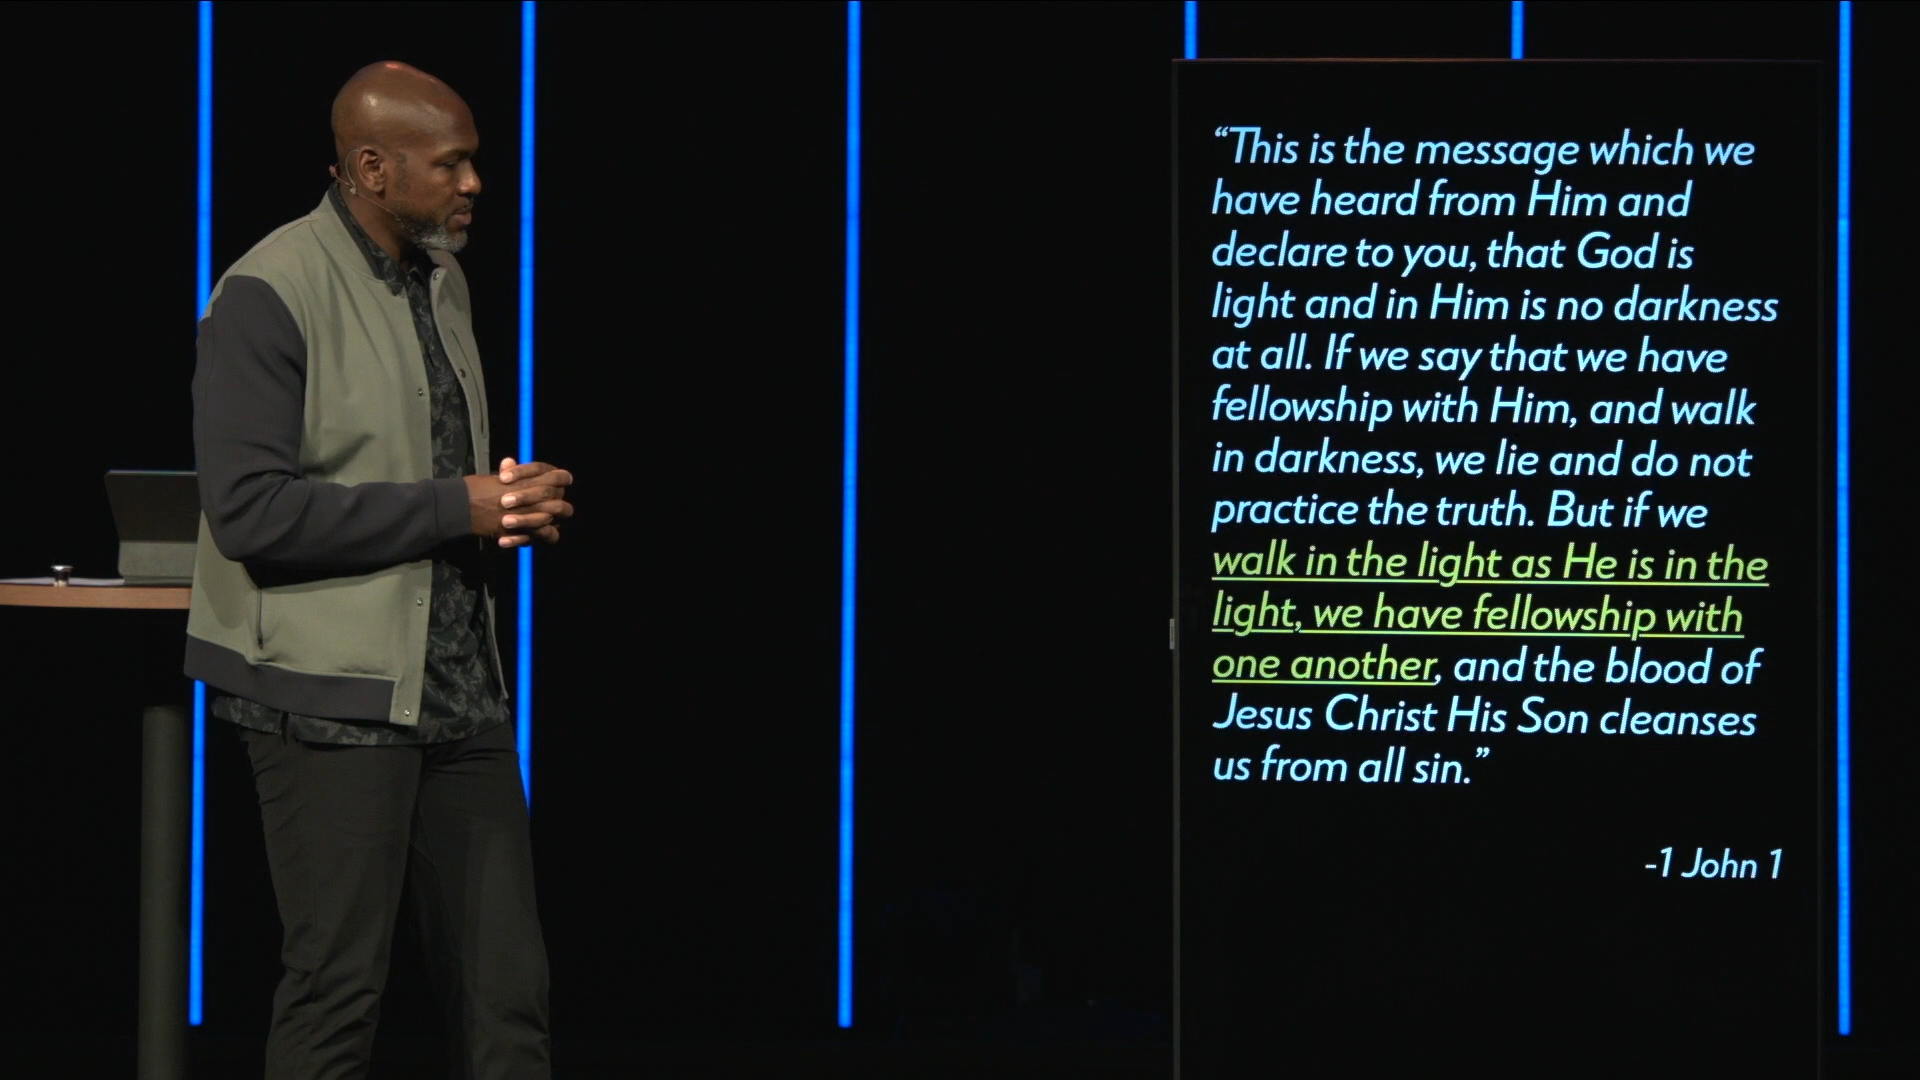 “This is the message which we
have heard from Him and
declare to you, that God is
light and in Him is no darkness
at all. If we say that we have
fellowship with Him, and walk
in darkness, we lie and do not
practice the truth. But if we
walk in the light as He is in the
light, we have fellowship with
one another, and the blood of
Jesus Christ His Son cleanses
us from all sin.”
-1 John 1